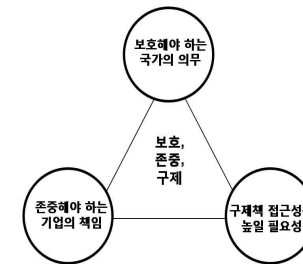 보호해야 하는
국가의 의무
보호,
존중,
구제
존중해야 하는
기업의 책임
구제책 접근성
높일 필요성